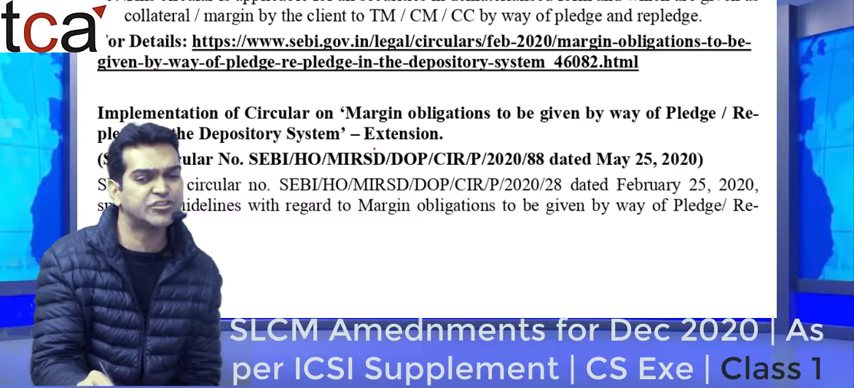 collateral / margin by the client to TM / CM / CC by way of pledge and repledge.
tca
or Details: https://www.sebi.gov.in/legal/circulars/feb-2020/margin-obligations-to-be-
given-by-way-of-pledge-re-pledge-in-the-depository-system_46082.html
Implementation of Circular on ‘Margin obligations to be given by way of Pledge / Re-
the Depository System’ – Extension.
ular No. SEBI/HO/MIRSD/DOP/CIR/P/2020/88 dated May 25, 2020)
circular no. SEBI/HO/MIRSD/DOP/CIR/P/2020/28 dated February 25, 2020,
uidelines with regard to Margin obligations to be given by way of Pledge/ Re-
SLCM Amednments for Dec 2020 | As
per ICSI Supplement | CS Exe | Class 1